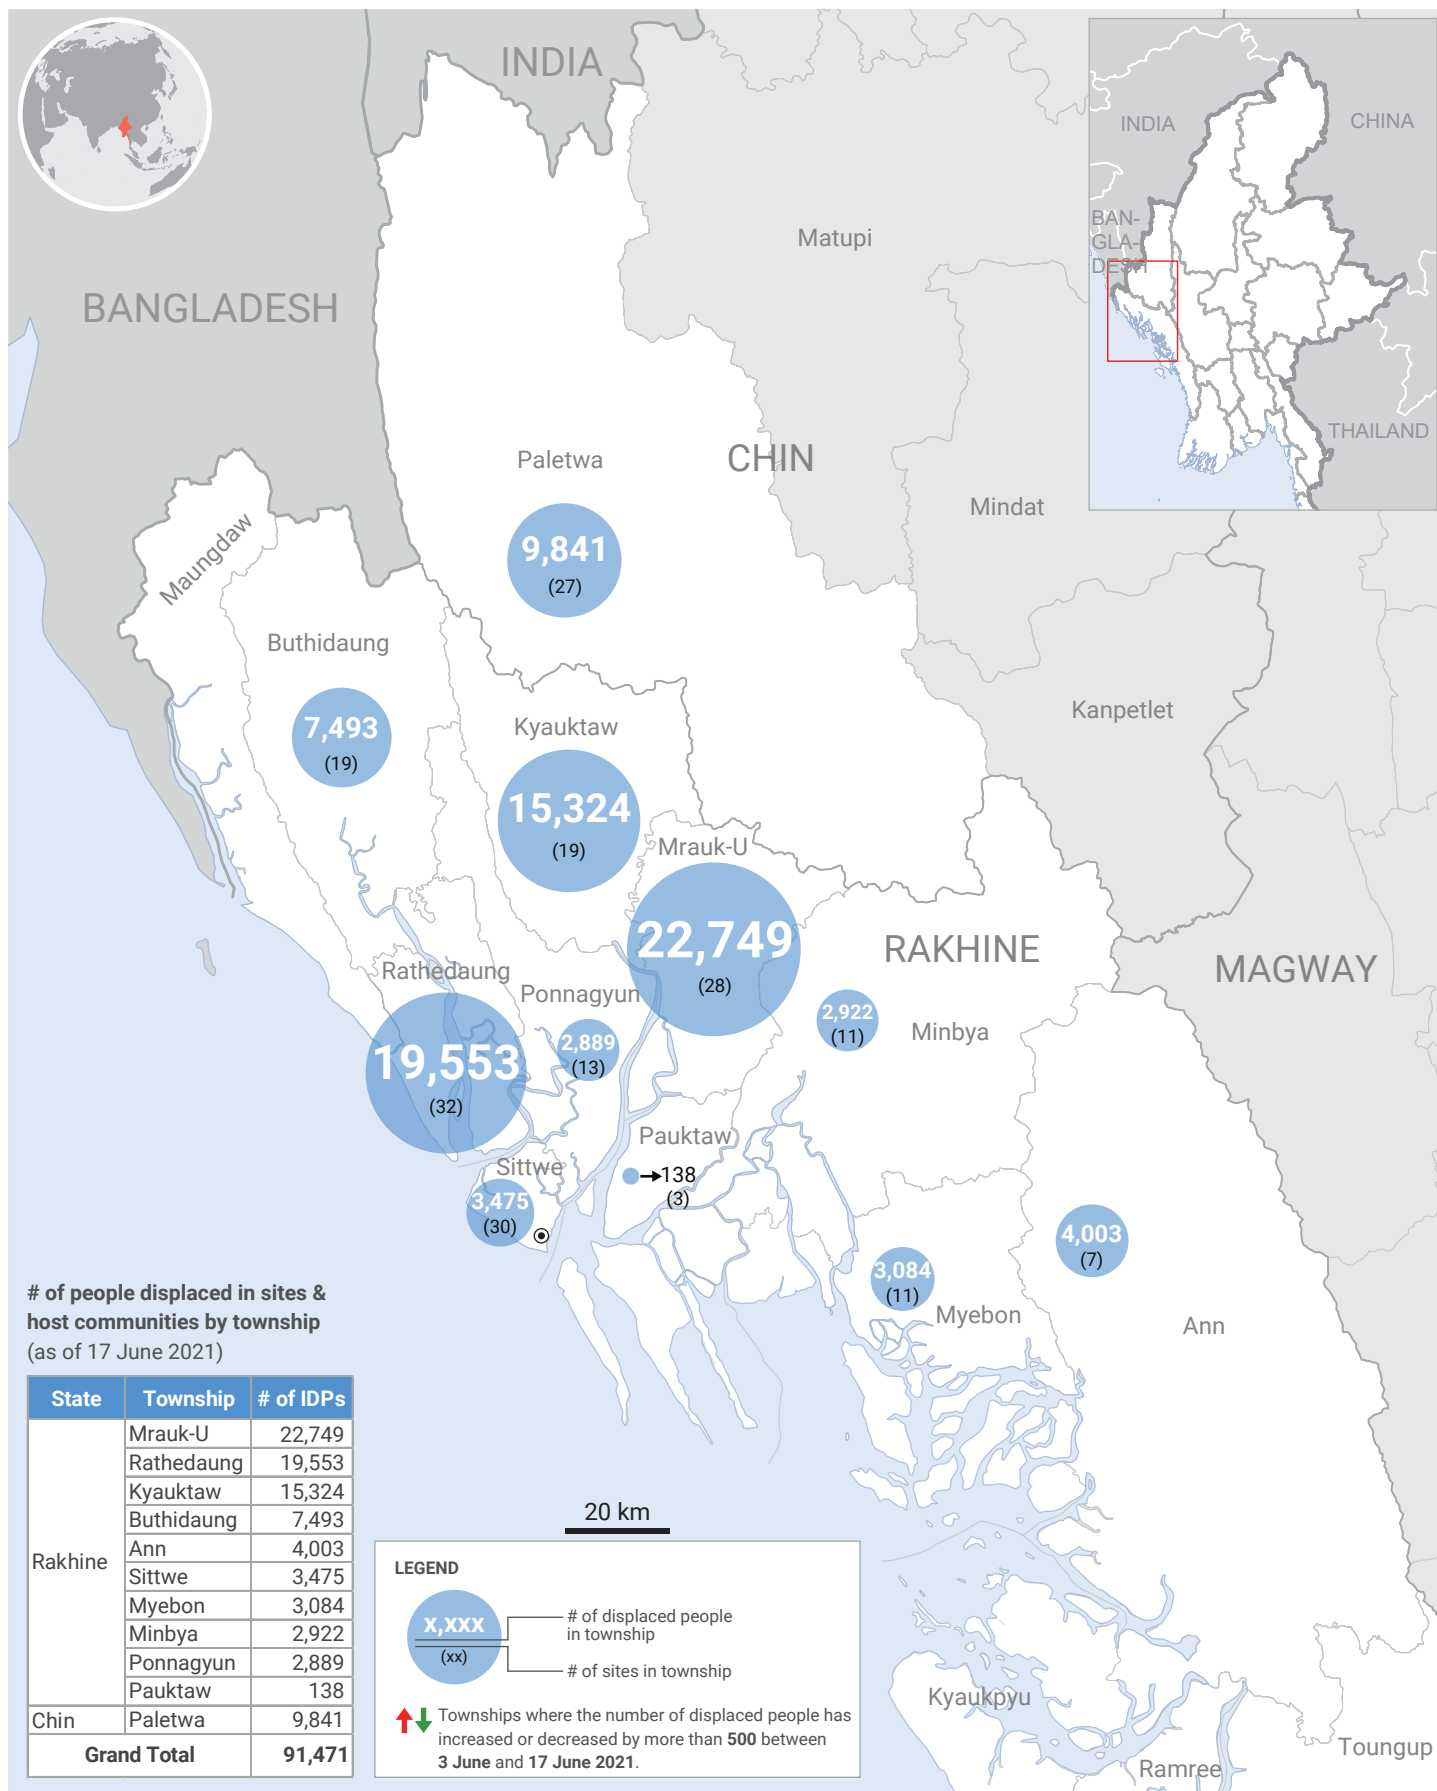 INDIA
BANGLADESH
Matupi
INDIA
CHINA
BAN-
GLA-
DESH
THAILAND
Paletwa
CHIN
9,841
(27)
Mindat
Maungdaw
Buthidaung
7,493
(19)
Kyauktaw
15,324
(19)
Kanpetlet
Mrauk-U
22,749
(28)
RAKHINE
MAGWAY
Rathedaung
19,553
(32)
Ponnagyun
2,889
(13)
2,922
(11)
Minbya
Pauktaw
138
(3)
Sittwe
3,475
(30)
4,003
(7)
Ann
3,084
(11)
Myebon
# of people displaced in sites &
host communities by township
(as of 17 June 2021)
State Township # of IDPs
Rakhine
Mrauk-U 22,749
Rathedaung 19,553
Kyauktaw 15,324
Buthidaung 7,493
Ann 4,003
Sittwe 3,475
Myebon 3,084
Minbya 2,922
Ponnagyun 2,889
Pauktaw 138
Chin Paletwa 9,841
Grand Total 91,471
20 km
LEGEND
x,xxx
(xx)
# of displaced people
in township
# of sites in township
Townships where the number of displaced people has
increased or decreased by more than 500 between
3 June and 17 June 2021.
Kyaukpyu
Ramree
Toungup